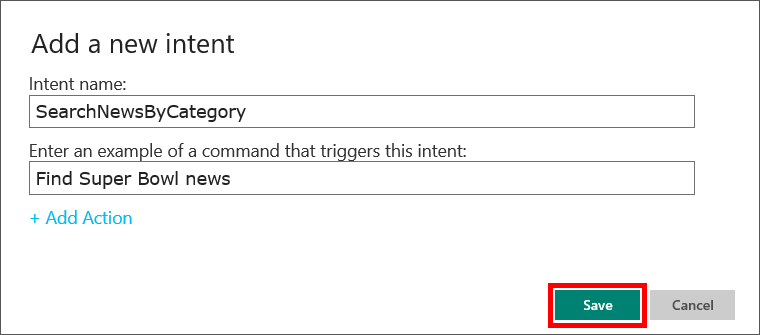 Add a new intent
Intent name:
SearchNewsByCategory
Enter an example of a command that triggers this intent:
Find Super Bowl news
+ Add Action
Save Cancel